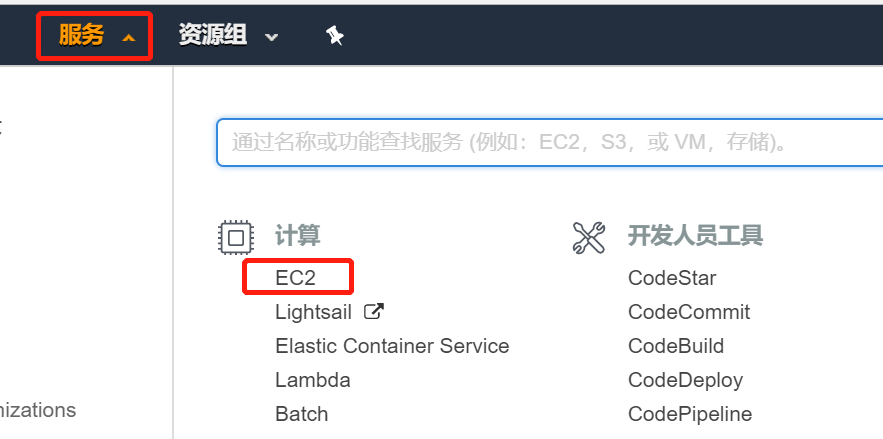 服务 资源组
通过名称或功能查找服务 (例如：EC2，S3，或 VM，存储)。
计算
EC2
Lightsail
Elastic Container Service
Lambda
Batch
开发人员工具
CodeStar
CodeCommit
CodeBuild
CodeDeploy
CodePipeline
nizations